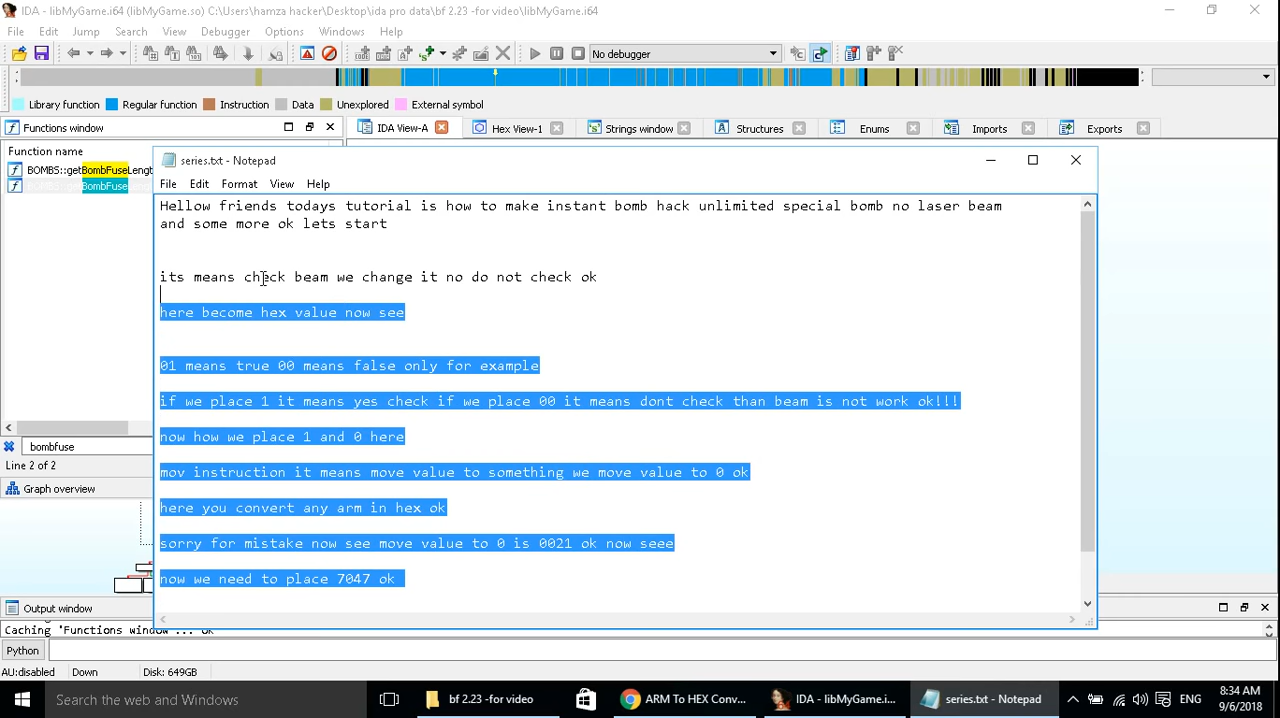 IDA - libMyGame.i64 (libMyGame.so) C:\Users\hamza hacker\Desktop\ida pro data\bf 2.23 -for video\libMyGame.i64
File Edit Jump Search View Debugger Options Windows Help
No debugger
Library function Regular function Instruction Data Unexplored External symbol
Functions window
IDA View-A Hex View-1 Strings window Structures Enums Imports Exports
Function name
BOMBS::getBombFuseLengt
BOMBS::getBombFuseLengt
series.txt - Notepad
File Edit Format View Help
Hellow friends todays tutorial is how to make instant bomb hack unlimited special bomb no laser beam
and some more ok lets start
its means check beam we change it no do not check ok
here become hex value now see
01 means true 00 means false only for example
if we place 1 it means yes check if we place 00 it means dont check than beam is not work ok!!!
now how we place 1 and 0 here
mov instruction it means move value to something we move value to 0 ok
here you convert any arm in hex ok
sorry for mistake now see move value to 0 is 0021 ok now seee
now we need to place 7047 ok
bombfuse
Line 2 of 2
Graph overview
Output window
Caching 'Functions window'... ok
Python
AU:disabled Down Disk: 649GB
Search the web and Windows
bf 2.23 -for video
ARM To HEX Conv...
IDA - libMyGame.i...
series.txt - Notepad
ENG
8:34 AM
9/6/2018